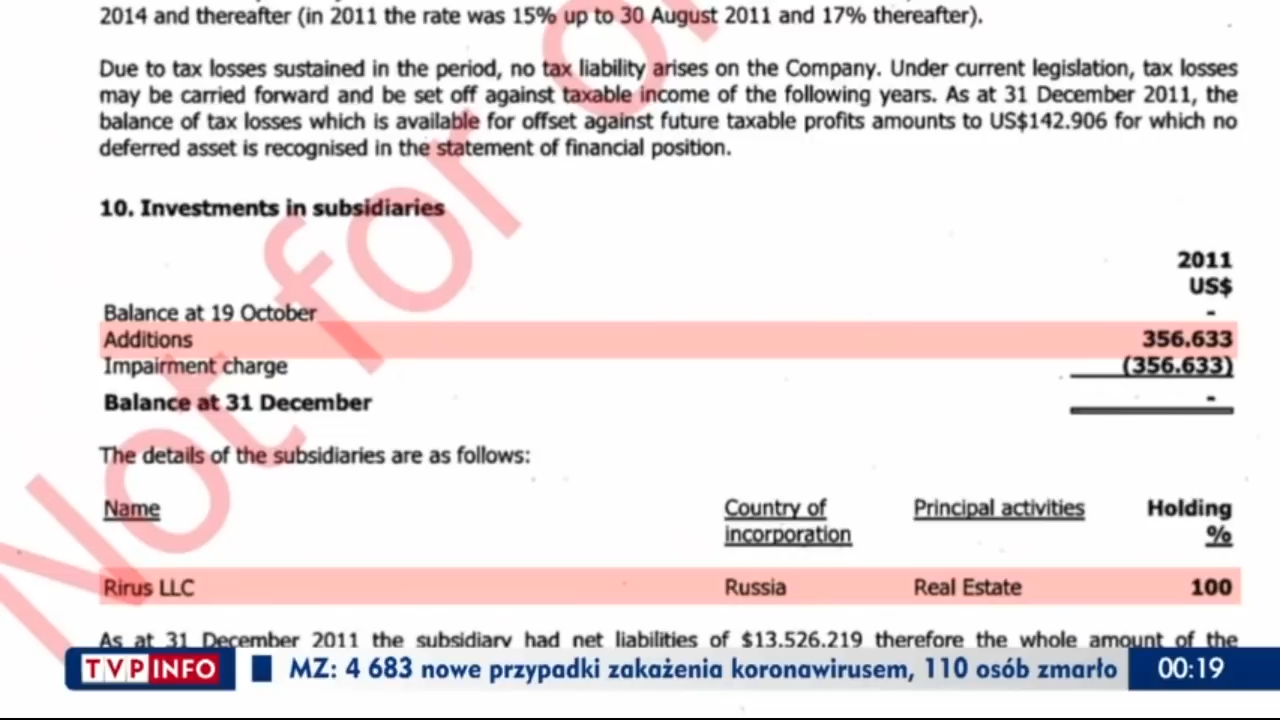 2014 and thereafter (in 2011 the rate was 15% up to 30 August 2011 and 17% thereafter).
Due to tax losses sustained in the period, no tax liability arises on the Company. Under current legislation, tax losses
may be carried forward and be set off against taxable income of the following years. As at 31 December 2011, the
balance of tax losses which is available for offset against future taxable profits amounts to US$142.906 for which no
deferred asset is recognised in the statement of financial position.
10. Investments in subsidiaries
2011
US$
Balance at 19 October -
Additions 356.633
Impairment charge (356.633)
Balance at 31 December -
The details of the subsidiaries are as follows:
Name Country of incorporation Principal activities Holding %
Rirus LLC Russia Real Estate 100
As at 31 December 2011 the subsidiary had net liabilities of $13.526.219 therefore the whole amount of the
Not for
TVP INFO MZ: 4 683 nowe przypadki zakażenia koronawirusem, 110 osób zmarło 00:19